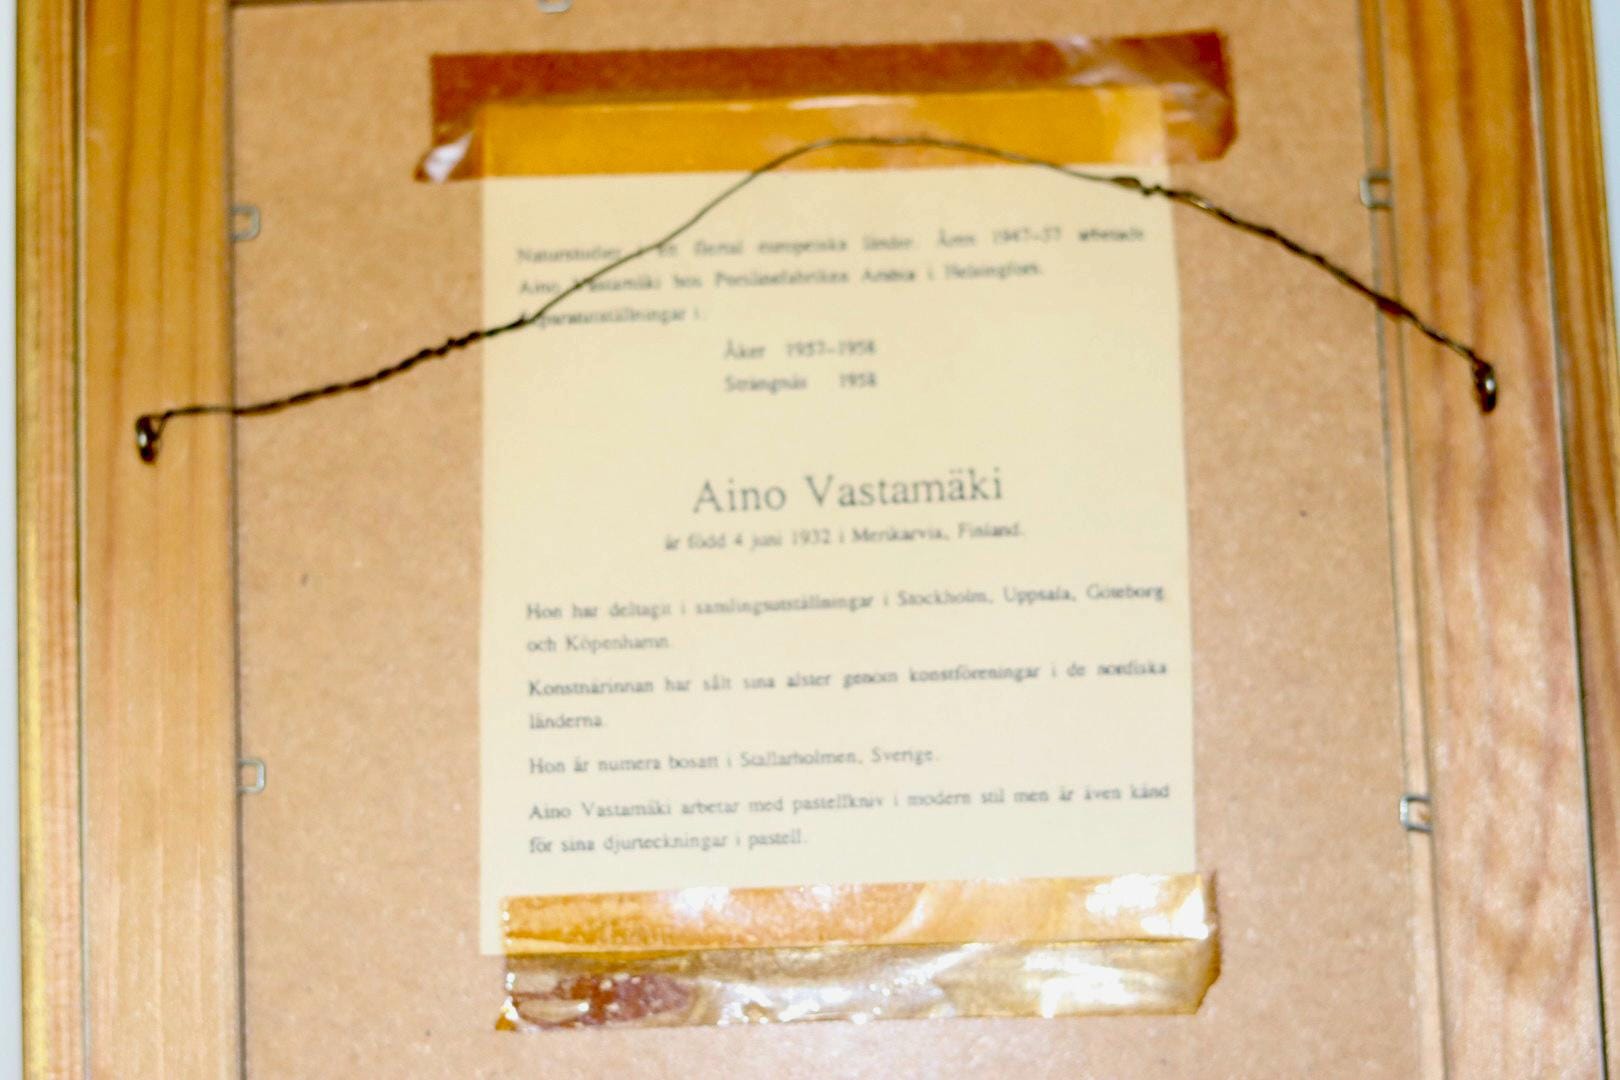 Naturstudier i ett flertal europeiska länder. Åren 1947–57 arbetade
Aino Vastamäki hos Porslinsfabriken Arabia i Helsingfors.
Separatutställningar i:
Åker 1957–1958
Strängnäs 1958
Aino Vastamäki
är född 4 juni 1932 i Merikarvia, Finland.
Hon har deltagit i samlingsutställningar i Stockholm, Uppsala, Göteborg
och Köpenhamn.
Konstnärinnan har sålt sina alster genom konstföreningar i de nordiska
länderna.
Hon är numera bosatt i Stallarholmen, Sverige.
Aino Vastamäki arbetar med pastellkniv i modern stil men är även känd
för sina djurteckningar i pastell.